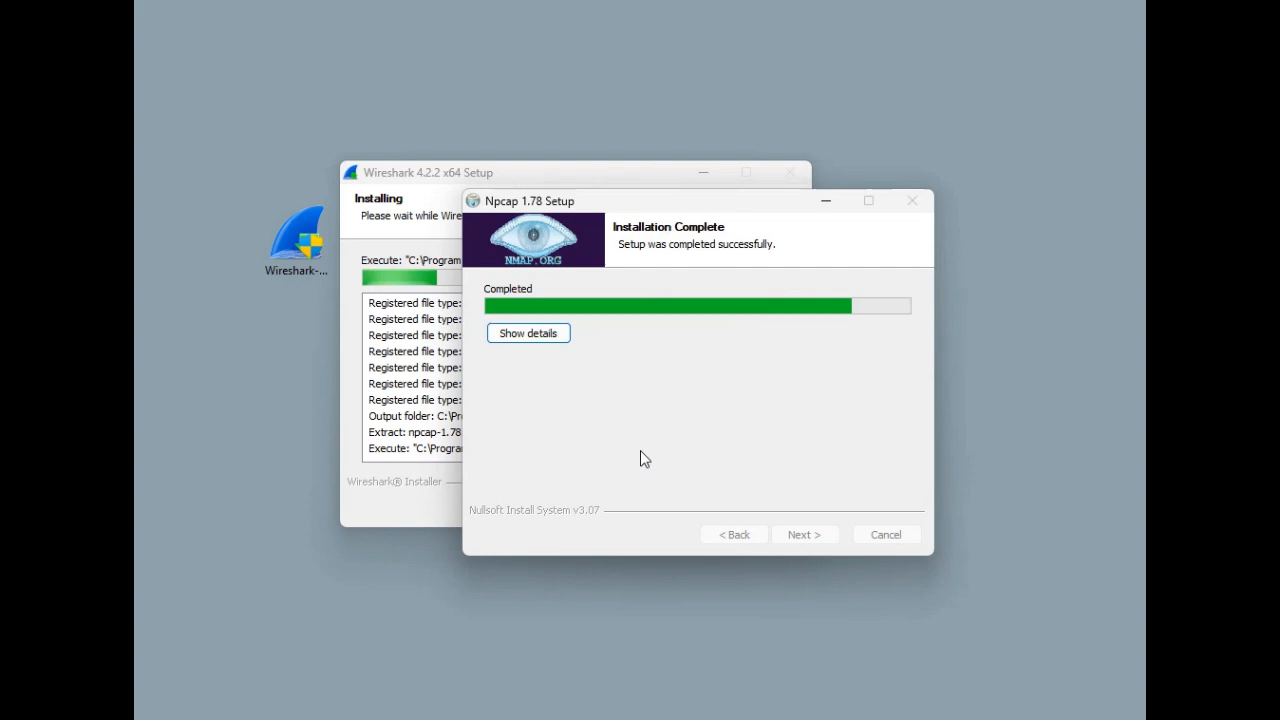 Wireshark 4.2.2 x64 Setup
Installing
Please wait while Wire
Execute: "C:\Program
Registered file type:
Registered file type:
Registered file type:
Registered file type:
Registered file type:
Registered file type:
Registered file type:
Output folder: C:\Pr
Extract: npcap-1.78
Execute: "C:\Program
Wireshark® Installer
Wireshark-...
Npcap 1.78 Setup
NMAP.ORG
Installation Complete
Setup was completed successfully.
Completed
Show details
Nullsoft Install System v3.07
< Back
Next >
Cancel